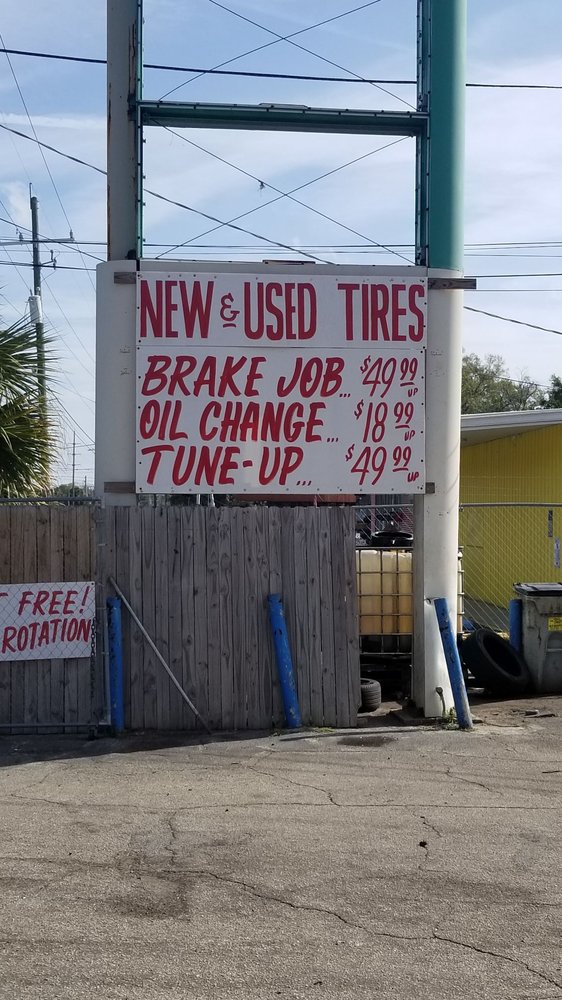 NEW & USED TIRES
BRAKE JOB... $49.99 UP
OIL CHANGE... $18.99 UP
TUNE-UP... $49.99 UP
T FREE!
ROTATION